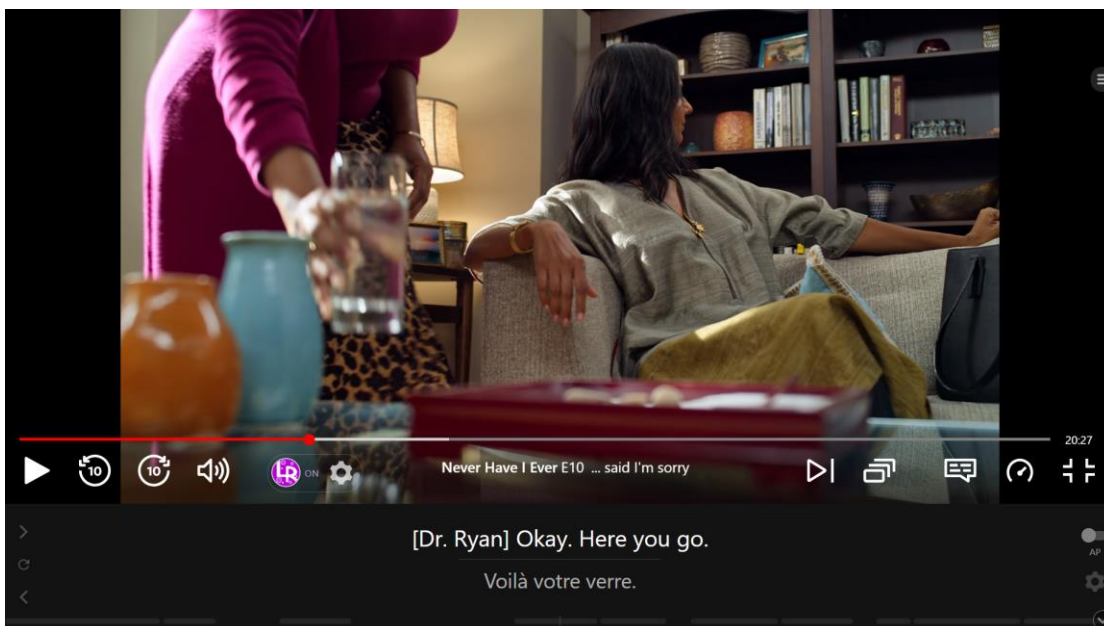 20:27
10
10
LR ON
Never Have I Ever E10 ... said I'm sorry
[Dr. Ryan] Okay. Here you go.
AP
Voilà votre verre.